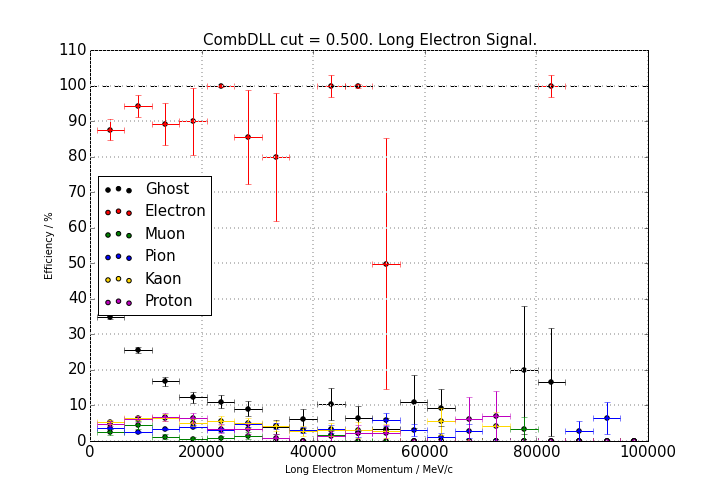 CombDLL cut = 0.500. Long Electron Signal.
110
100
90
80
70
60
50
40
30
20
10
0
Efficiency / %
Ghost
Electron
Muon
Pion
Kaon
Proton
0 20000 40000 60000 80000 100000
Long Electron Momentum / MeV/c